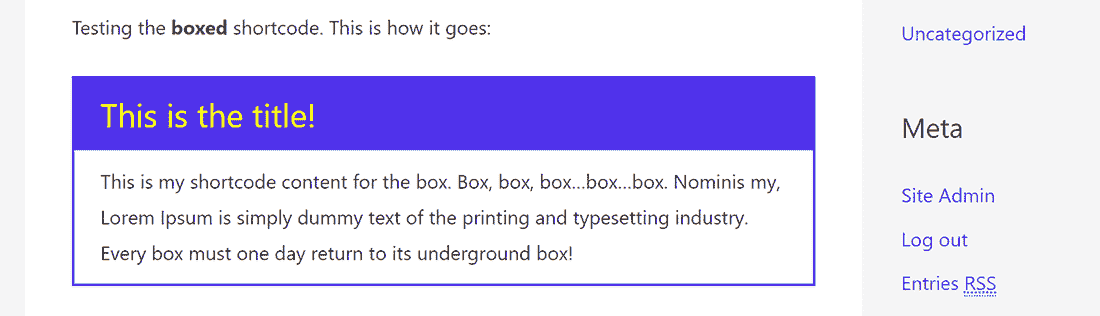 Testing the boxed shortcode. This is how it goes:
This is the title!
This is my shortcode content for the box. Box, box, box...box...box. Nominis my,
Lorem Ipsum is simply dummy text of the printing and typesetting industry.
Every box must one day return to its underground box!
Uncategorized
Meta
Site Admin
Log out
Entries RSS